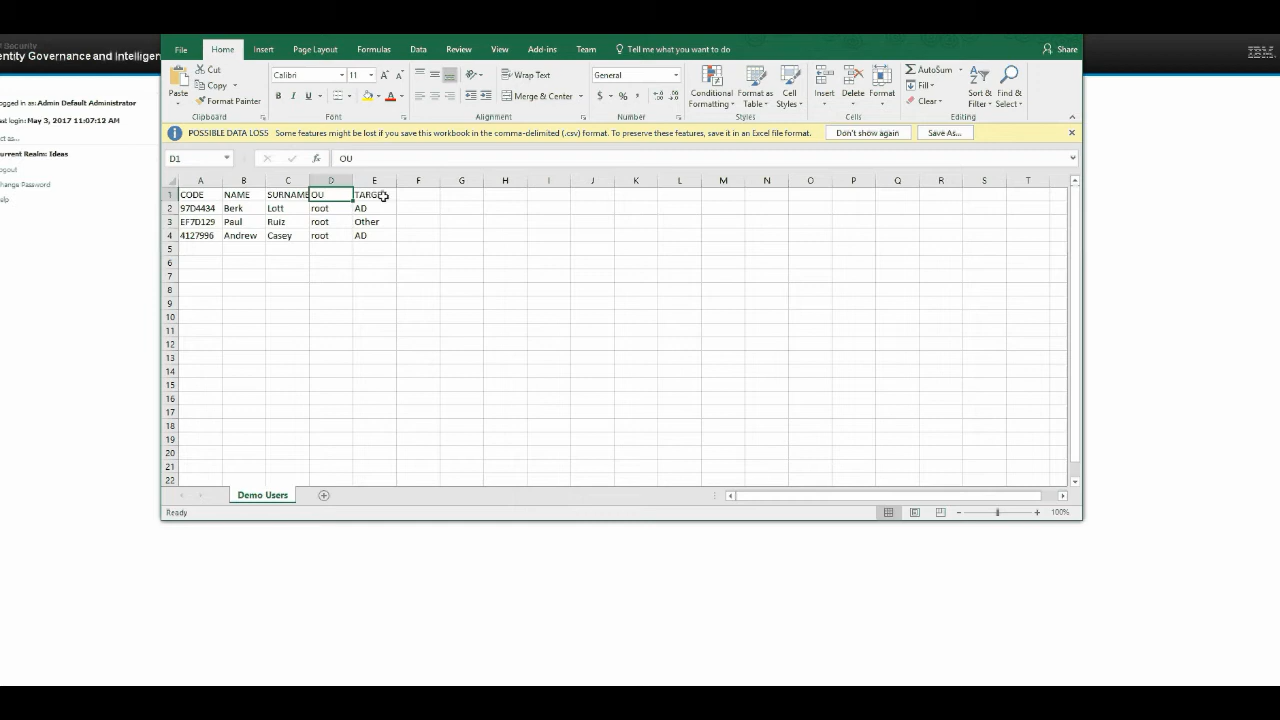 Security
entity Governance and Intelligen
IBM
ogged in as: Admin Default Administrator
ast login: May 3, 2017 11:07:12 AM
ct as...
urrent Realm: Ideas
ogout
hange Password
elp
File Home Insert Page Layout Formulas Data Review View Add-ins Team Tell me what you want to do Share
Paste Cut Copy Format Painter
Calibri 11
B I U A
Wrap Text
Merge & Center
General
$ % ,
Conditional Formatting Format as Table Cell Styles
Insert Delete Format
AutoSum Fill Clear
Sort & Filter Find & Select
Clipboard Font Alignment Number Styles Cells Editing
POSSIBLE DATA LOSS Some features might be lost if you save this workbook in the comma-delimited (.csv) format. To preserve these features, save it in an Excel file format. Don't show again Save As...
D1 fx OU
A B C D E F G H I J K L M N O P Q R S T
1 CODE NAME SURNAME OU TARGET
2 97D4434 Berk Lott root AD
3 EF7D129 Paul Ruiz root Other
4 4127996 Andrew Casey root AD
5
6
7
8
9
10
11
12
13
14
15
16
17
18
19
20
21
22
Demo Users
Ready 100%